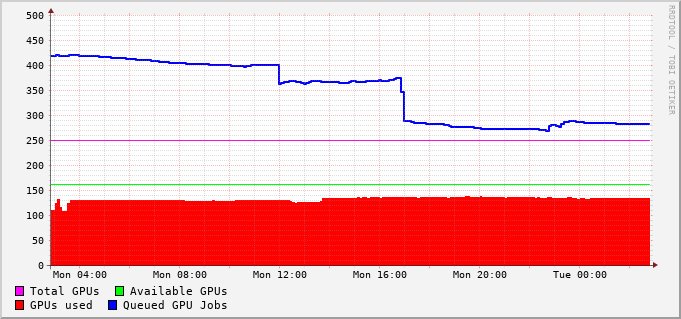 500
450
400
350
300
250
200
150
100
50
0
Mon 04:00 Mon 08:00 Mon 12:00 Mon 16:00 Mon 20:00 Tue 00:00
Total GPUs Available GPUs
GPUs used Queued GPU Jobs
RRDTOOL / TOBI OETIKER